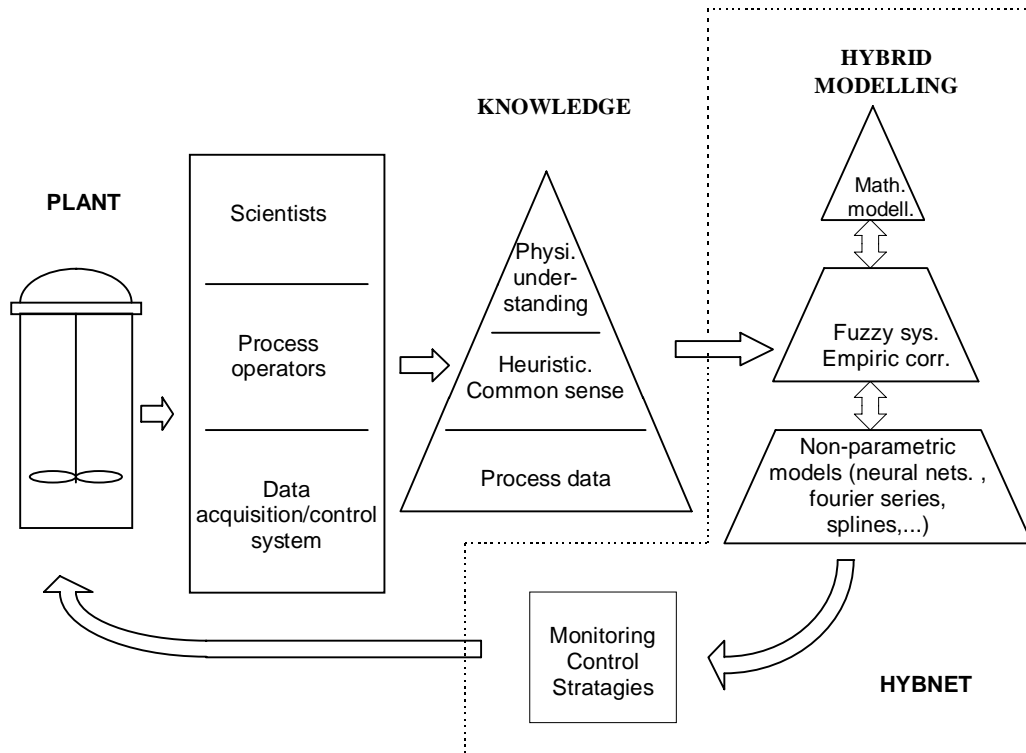 HYBRID
MODELLING
KNOWLEDGE
PLANT
Scientists
Process
operators
Data
acquisition/control
system
Physi.
under-
standing
Heuristic.
Common sense
Process data
Math.
modell.
Fuzzy sys.
Empiric corr.
Non-parametric
models (neural nets. ,
fourier series,
splines,...)
Monitoring
Control
Stratagies
HYBNET